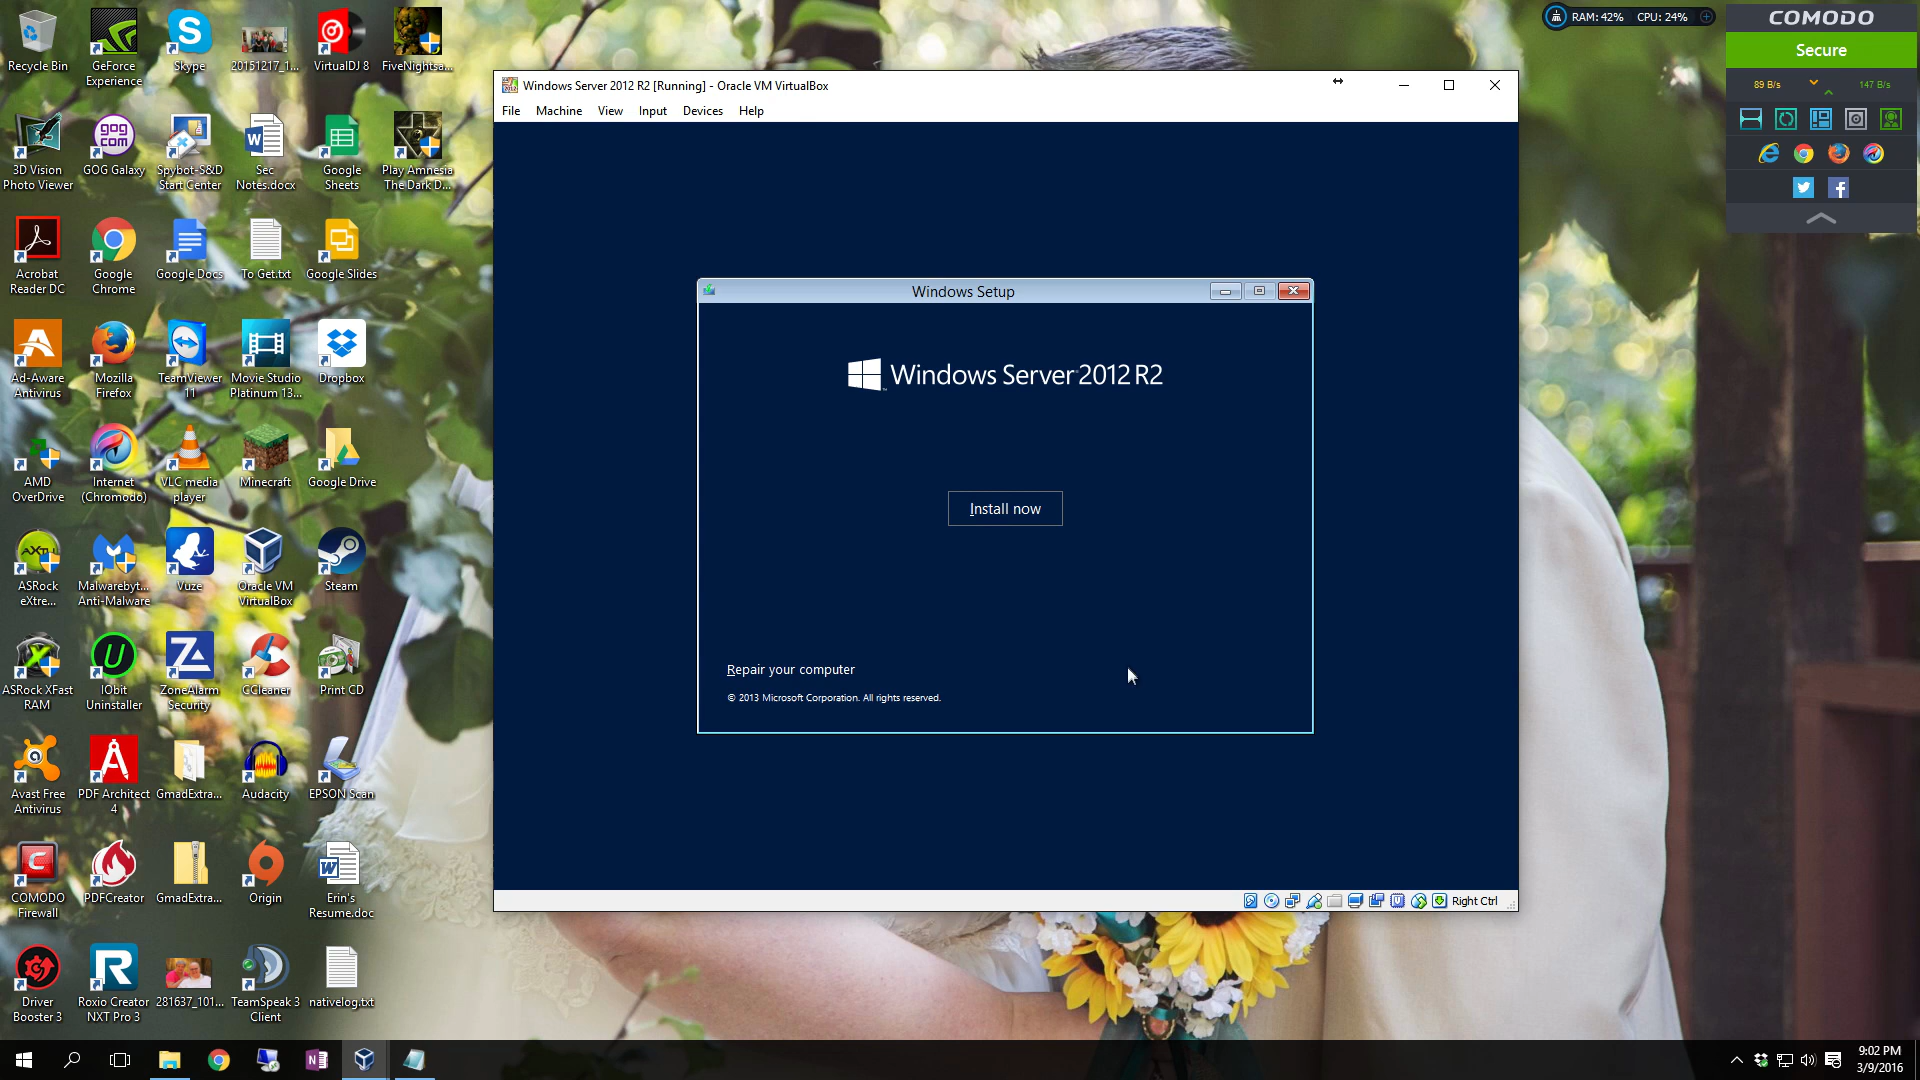 Recycle Bin
GeForce
Experience
Skype
20151217_1...
VirtualDJ 8
FiveNightsa...
3D Vision
Photo Viewer
GOG Galaxy
Spybot-S&D
Start Center
Sec
Notes.docx
Google
Sheets
Play Amnesia
The Dark D...
Acrobat
Reader DC
Google
Chrome
Google Docs
To Get.txt
Google Slides
Ad-Aware
Antivirus
Mozilla
Firefox
TeamViewer
11
Movie Studio
Platinum 13...
Dropbox
AMD
OverDrive
Internet
(Chromodo)
VLC media
player
Minecraft
Google Drive
ASRock
eXtre...
Malwarebyt...
Anti-Malware
Vuze
Oracle VM
VirtualBox
Steam
ASRock XFast
RAM
IObit
Uninstaller
ZoneAlarm
Security
CCleaner
Print CD
Avast Free
Antivirus
PDF Architect
4
GmadExtra...
Audacity
EPSON Scan
COMODO
Firewall
PDFCreator
GmadExtra...
Origin
Erin's
Resume.doc
Driver
Booster 3
Roxio Creator
NXT Pro 3
281637_101...
TeamSpeak 3
Client
nativelog.txt
Windows Server 2012 R2 [Running] - Oracle VM VirtualBox
File Machine View Input Devices Help
Windows Setup
Windows Server 2012 R2
Install now
Repair your computer
© 2013 Microsoft Corporation. All rights reserved.
Right Ctrl
RAM: 42% CPU: 24%
COMODO
Secure
89 B/s 147 B/s
9:02 PM
3/9/2016